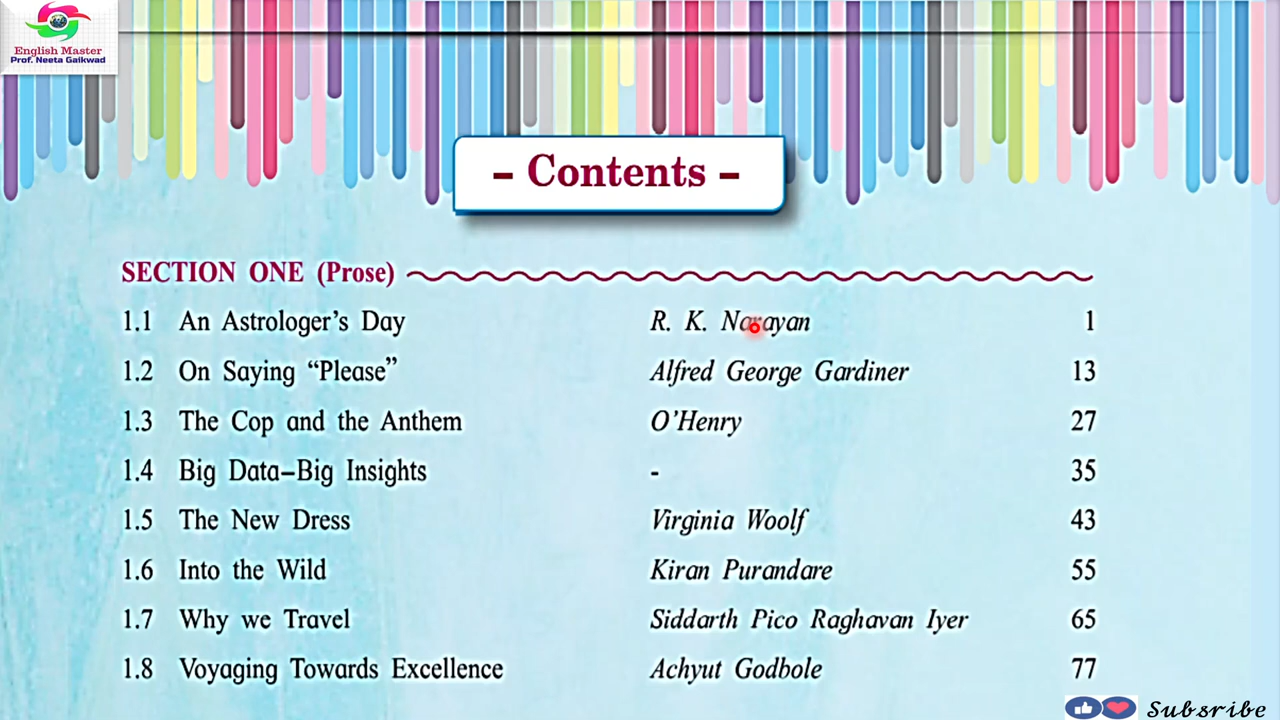 English Master
Prof. Neeta Gaikwad
– Contents –
SECTION ONE (Prose)
1.1 An Astrologer's Day R. K. Narayan 1
1.2 On Saying “Please” Alfred George Gardiner 13
1.3 The Cop and the Anthem O'Henry 27
1.4 Big Data–Big Insights - 35
1.5 The New Dress Virginia Woolf 43
1.6 Into the Wild Kiran Purandare 55
1.7 Why we Travel Siddarth Pico Raghavan Iyer 65
1.8 Voyaging Towards Excellence Achyut Godbole 77
Subsribe